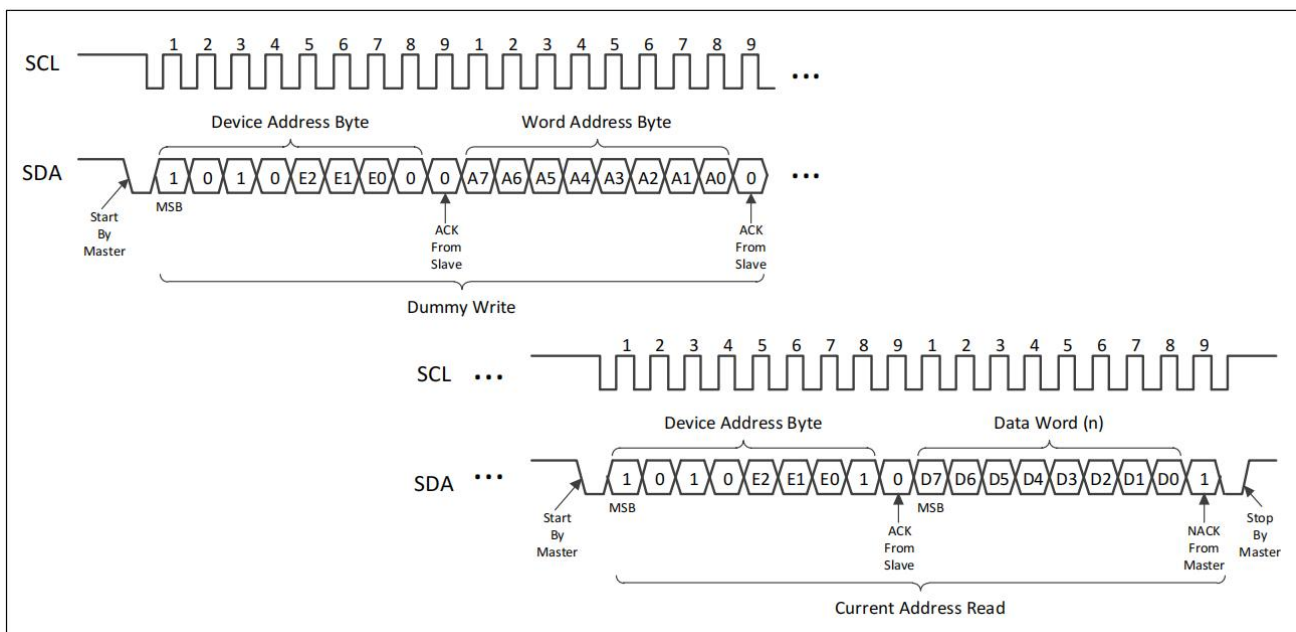 1 2 3 4 5 6 7 8 9 1 2 3 4 5 6 7 8 9
SCL ...
Device Address Byte Word Address Byte
SDA 1 0 1 0 E2 E1 E0 0 0 A7 A6 A5 A4 A3 A2 A1 A0 0 ...
MSB
Start
By
Master
ACK
From
Slave
ACK
From
Slave
Dummy Write
1 2 3 4 5 6 7 8 9 1 2 3 4 5 6 7 8 9
SCL ...
Device Address Byte Data Word (n)
SDA ... 1 0 1 0 E2 E1 E0 1 0 D7 D6 D5 D4 D3 D2 D1 D0 1
MSB MSB
Start
By
Master
ACK
From
Slave
NACK
From
Master
Stop
By
Master
Current Address Read